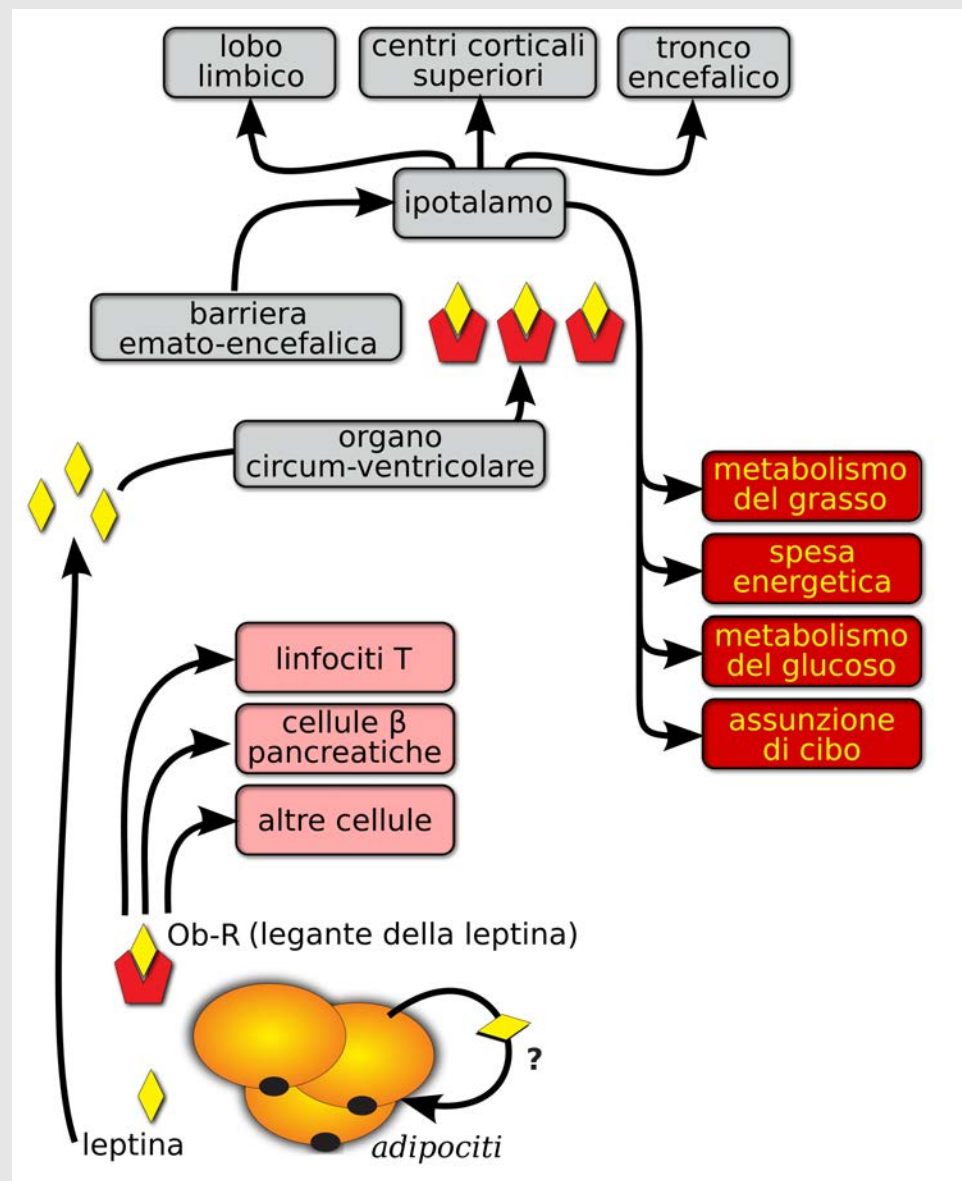 lobo
limbico
centri corticali
superiori
tronco
encefalico
ipotalamo
barriera
emato-encefalica
organo
circum-ventricolare
metabolismo
del grasso
spesa
energetica
metabolismo
del glucoso
assunzione
di cibo
linfociti T
cellule β
pancreatiche
altre cellule
Ob-R (legante della leptina)
?
leptina
adipociti